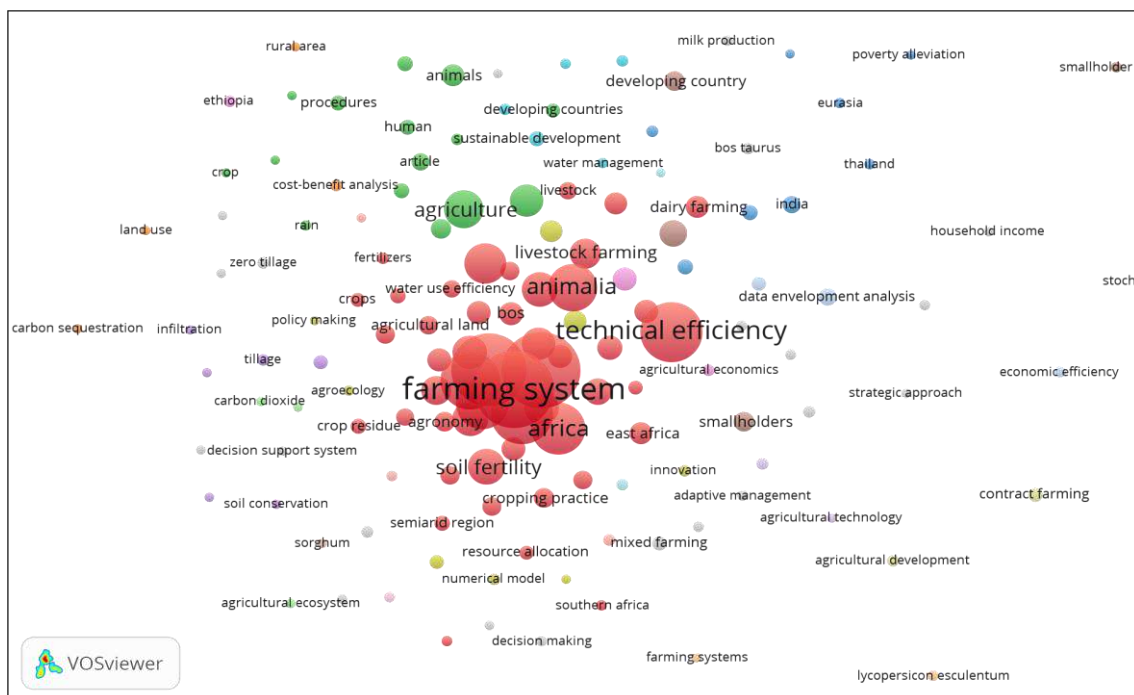 milk production
rural area
poverty alleviation
smallholder
animals
developing country
ethiopia
procedures
developing countries
eurasia
human
sustainable development
bos taurus
article
water management
thailand
crop
cost-benefit analysis
livestock
agriculture
dairy farming
india
rain
land use
household income
livestock farming
fertilizers
zero tillage
stoch
water use efficiency
animalia
crops
data envelopment analysis
bos
policy making
agricultural land
technical efficiency
carbon sequestration
infiltration
tillage
agricultural economics
economic efficiency
farming system
agroecology
strategic approach
carbon dioxide
agronomy
smallholders
crop residue
africa
east africa
decision support system
soil fertility
innovation
cropping practice
adaptive management
contract farming
soil conservation
semiarid region
agricultural technology
sorghum
resource allocation
mixed farming
agricultural development
numerical model
agricultural ecosystem
southern africa
decision making
farming systems
VOSviewer
lycopersicon esculentum